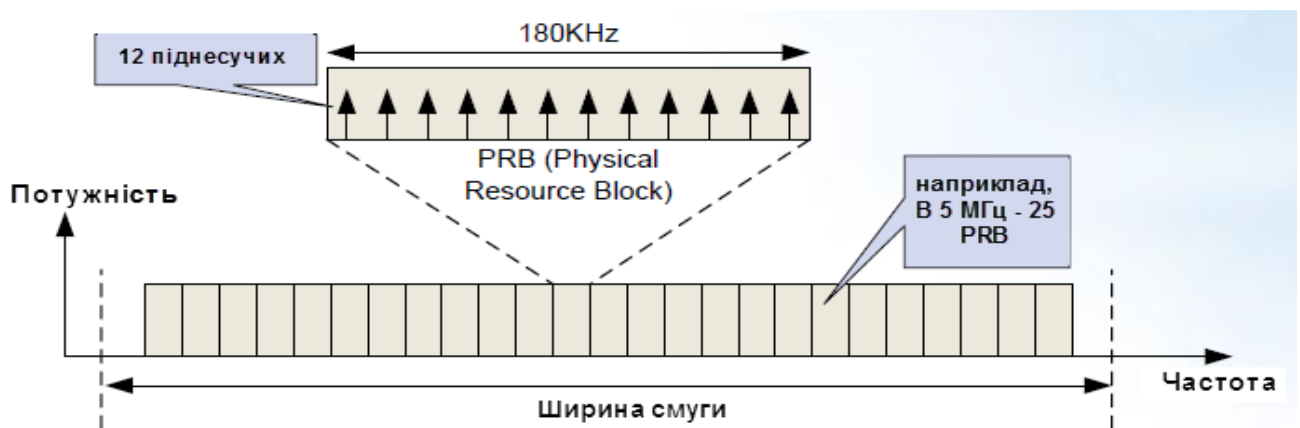 180KHz
12 піднесучих
PRB (Physical
Resource Block)
наприклад,
В 5 МГц - 25
PRB
Потужність
Частота
Ширина смуги